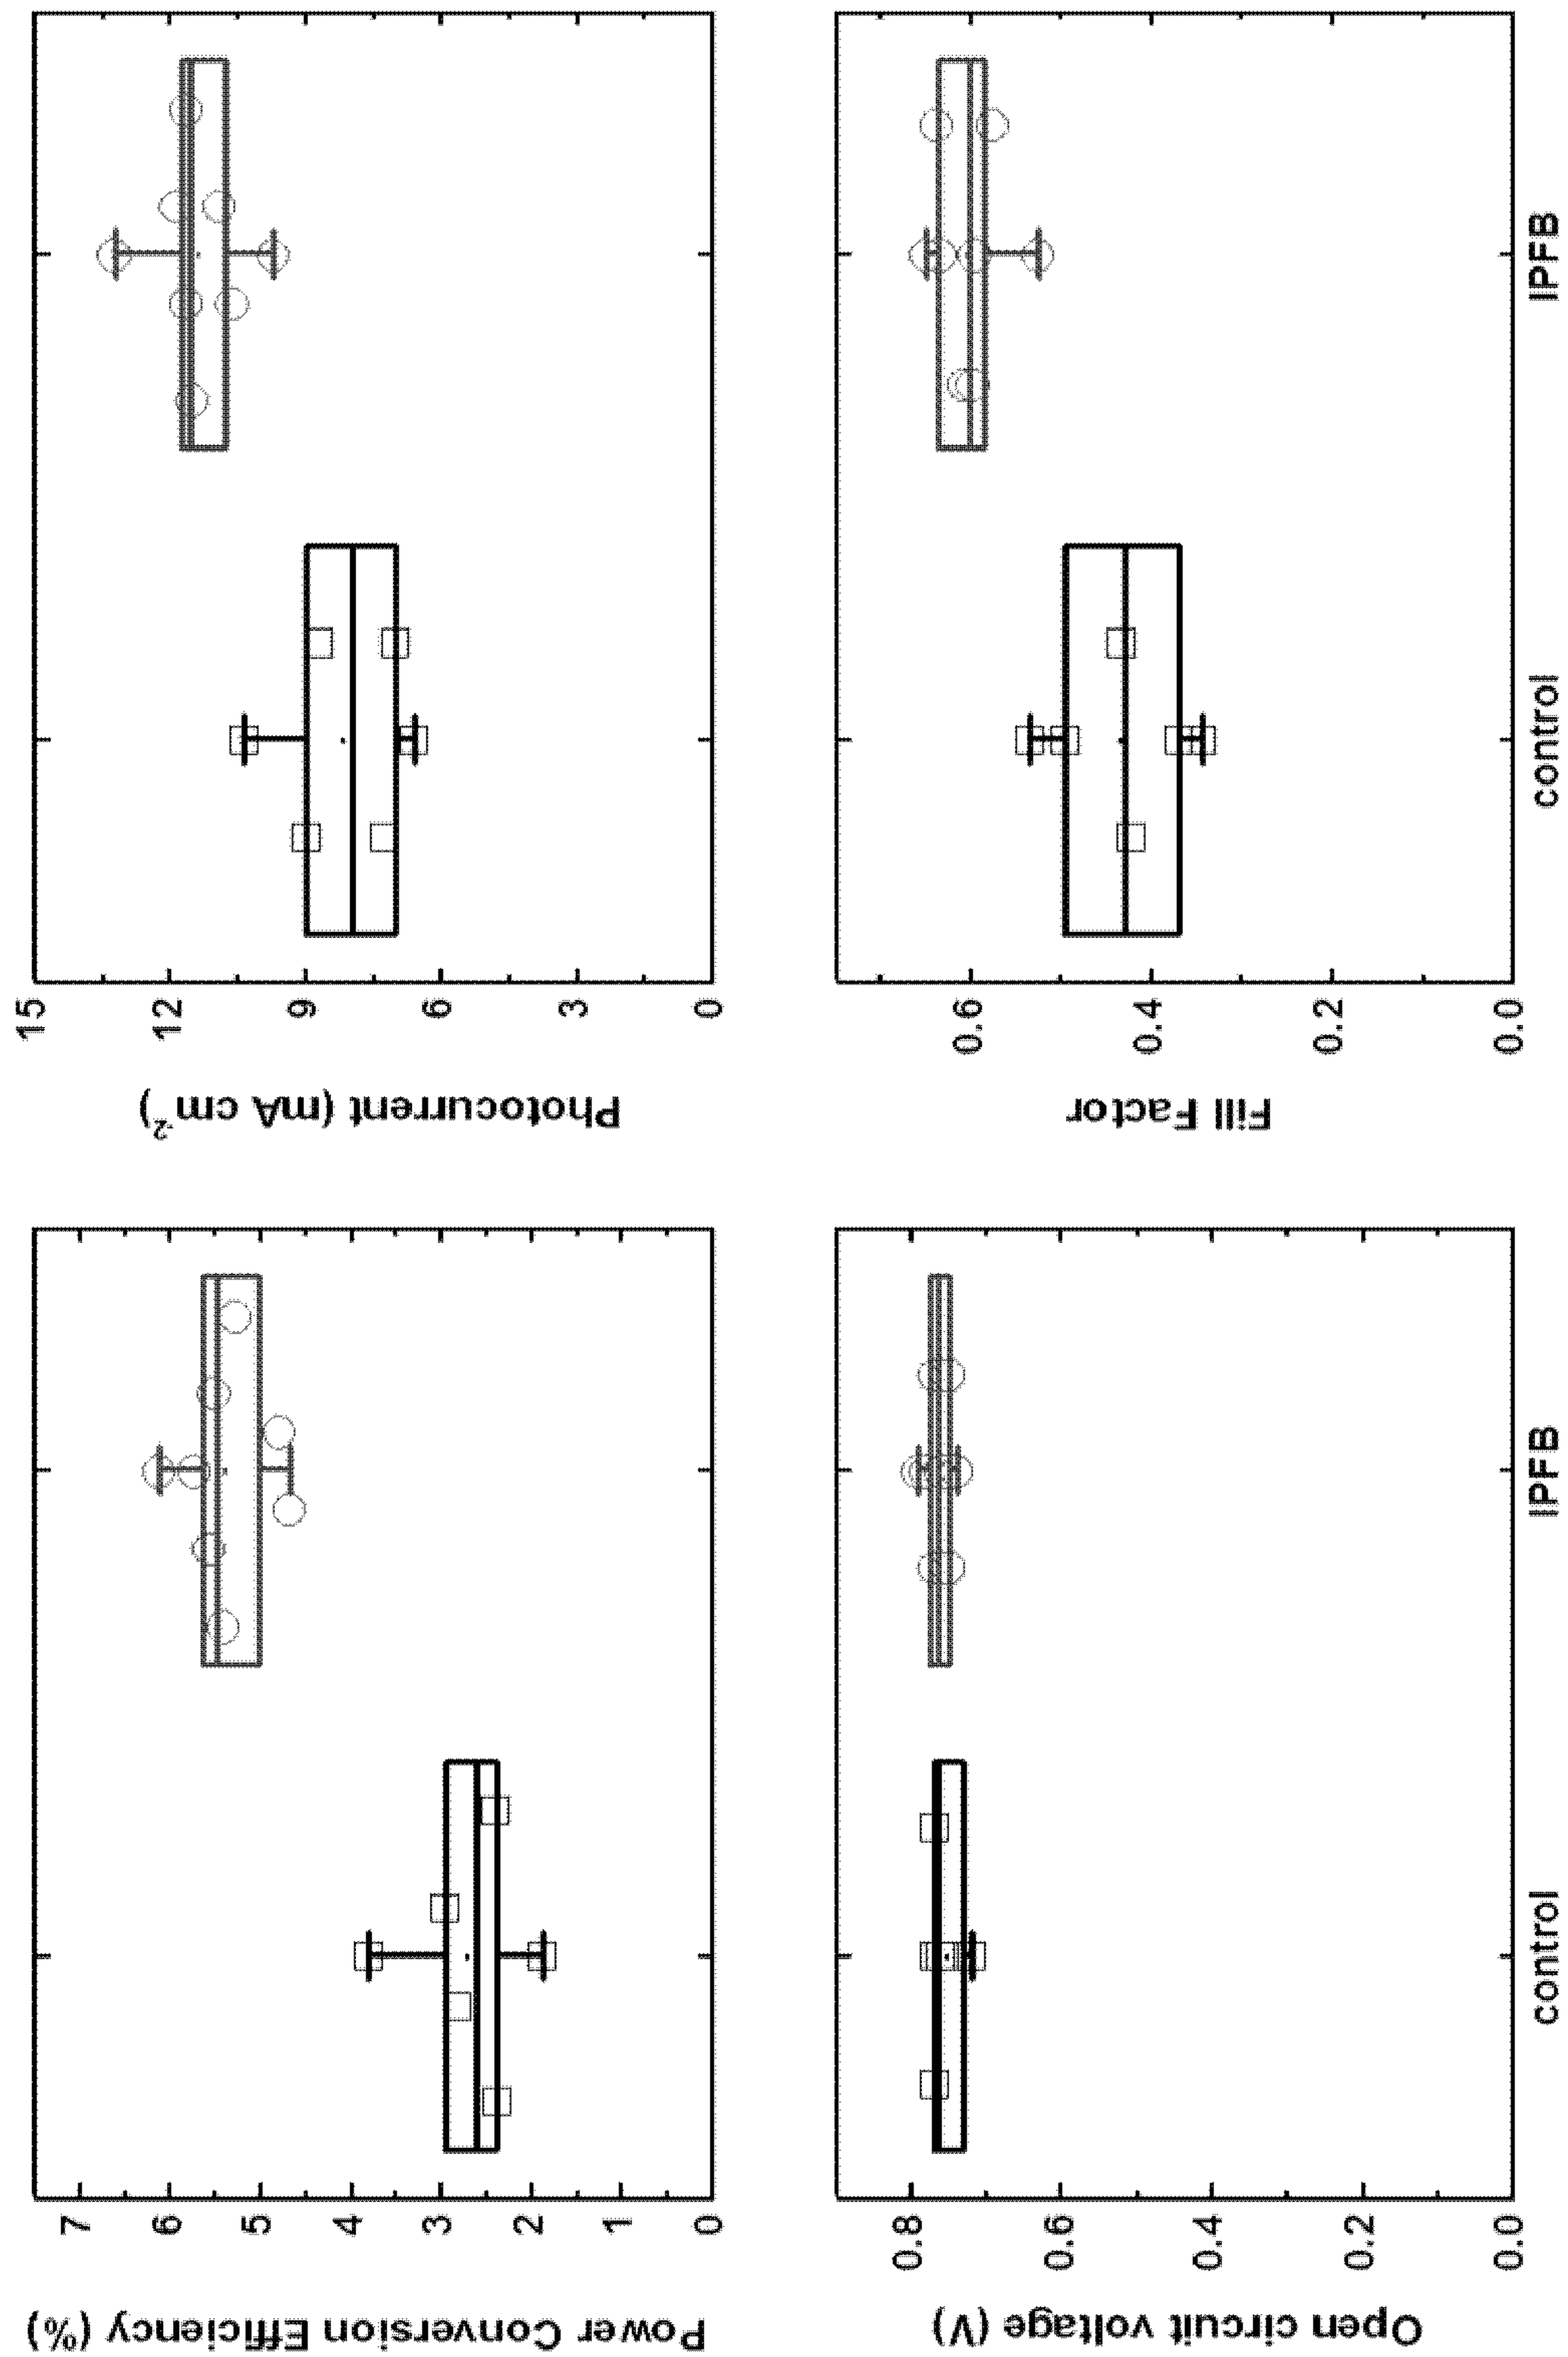 Power Conversion Efficiency (%)
7
6
5
4
3
2
1
0
Photocurrent (mA cm-2)
15
12
9
6
3
0
Open circuit voltage (V)
0.8
0.6
0.4
0.2
0.0
control
IPFB
Fill Factor
0.6
0.4
0.2
0.0
control
IPFB